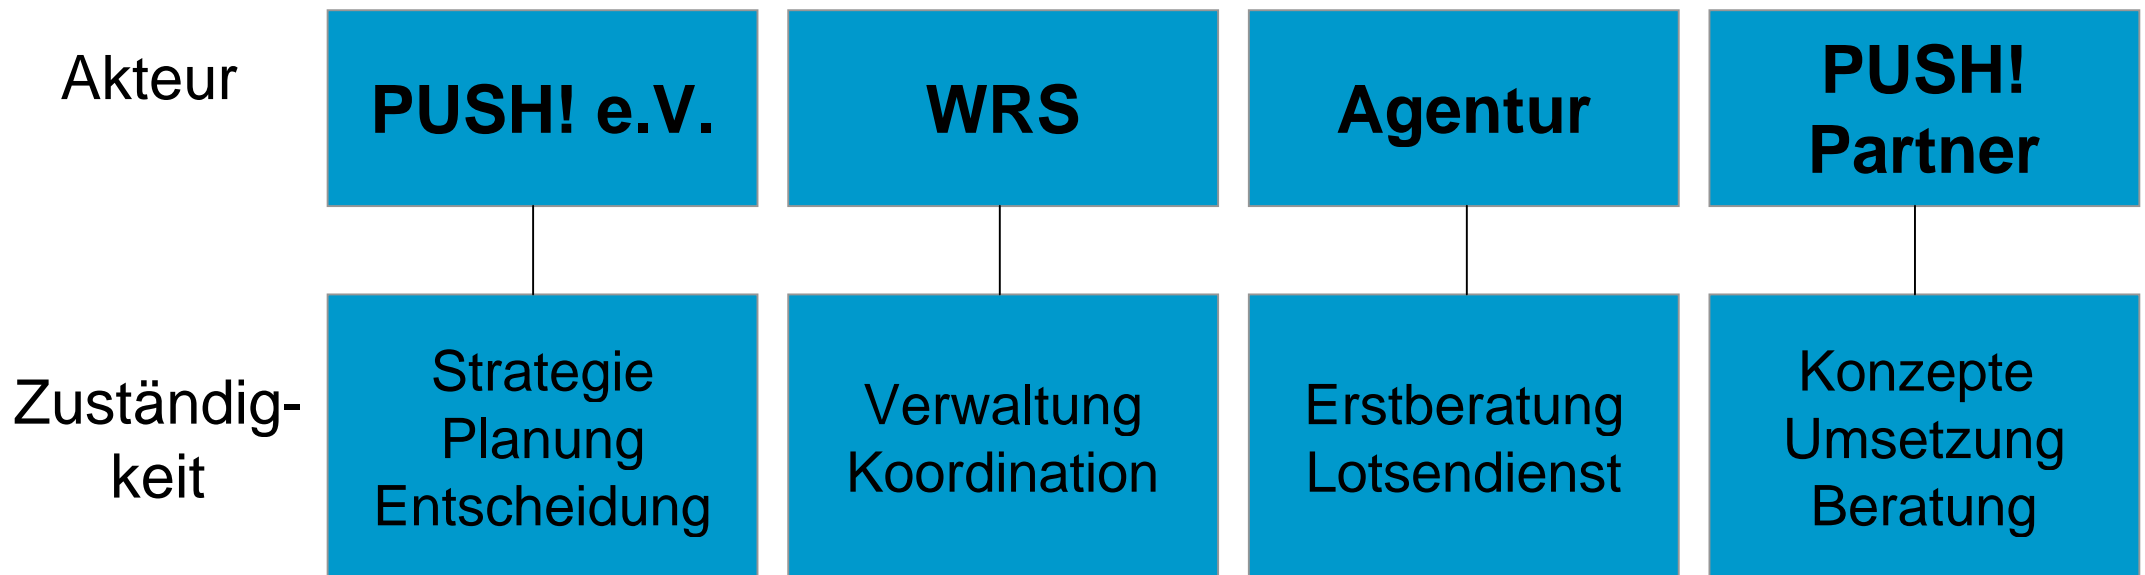 Akteur
PUSH! e.V.
WRS
Agentur
PUSH!
Partner
Zuständig-
keit
Strategie
Planung
Entscheidung
Verwaltung
Koordination
Erstberatung
Lotsendienst
Konzepte
Umsetzung
Beratung